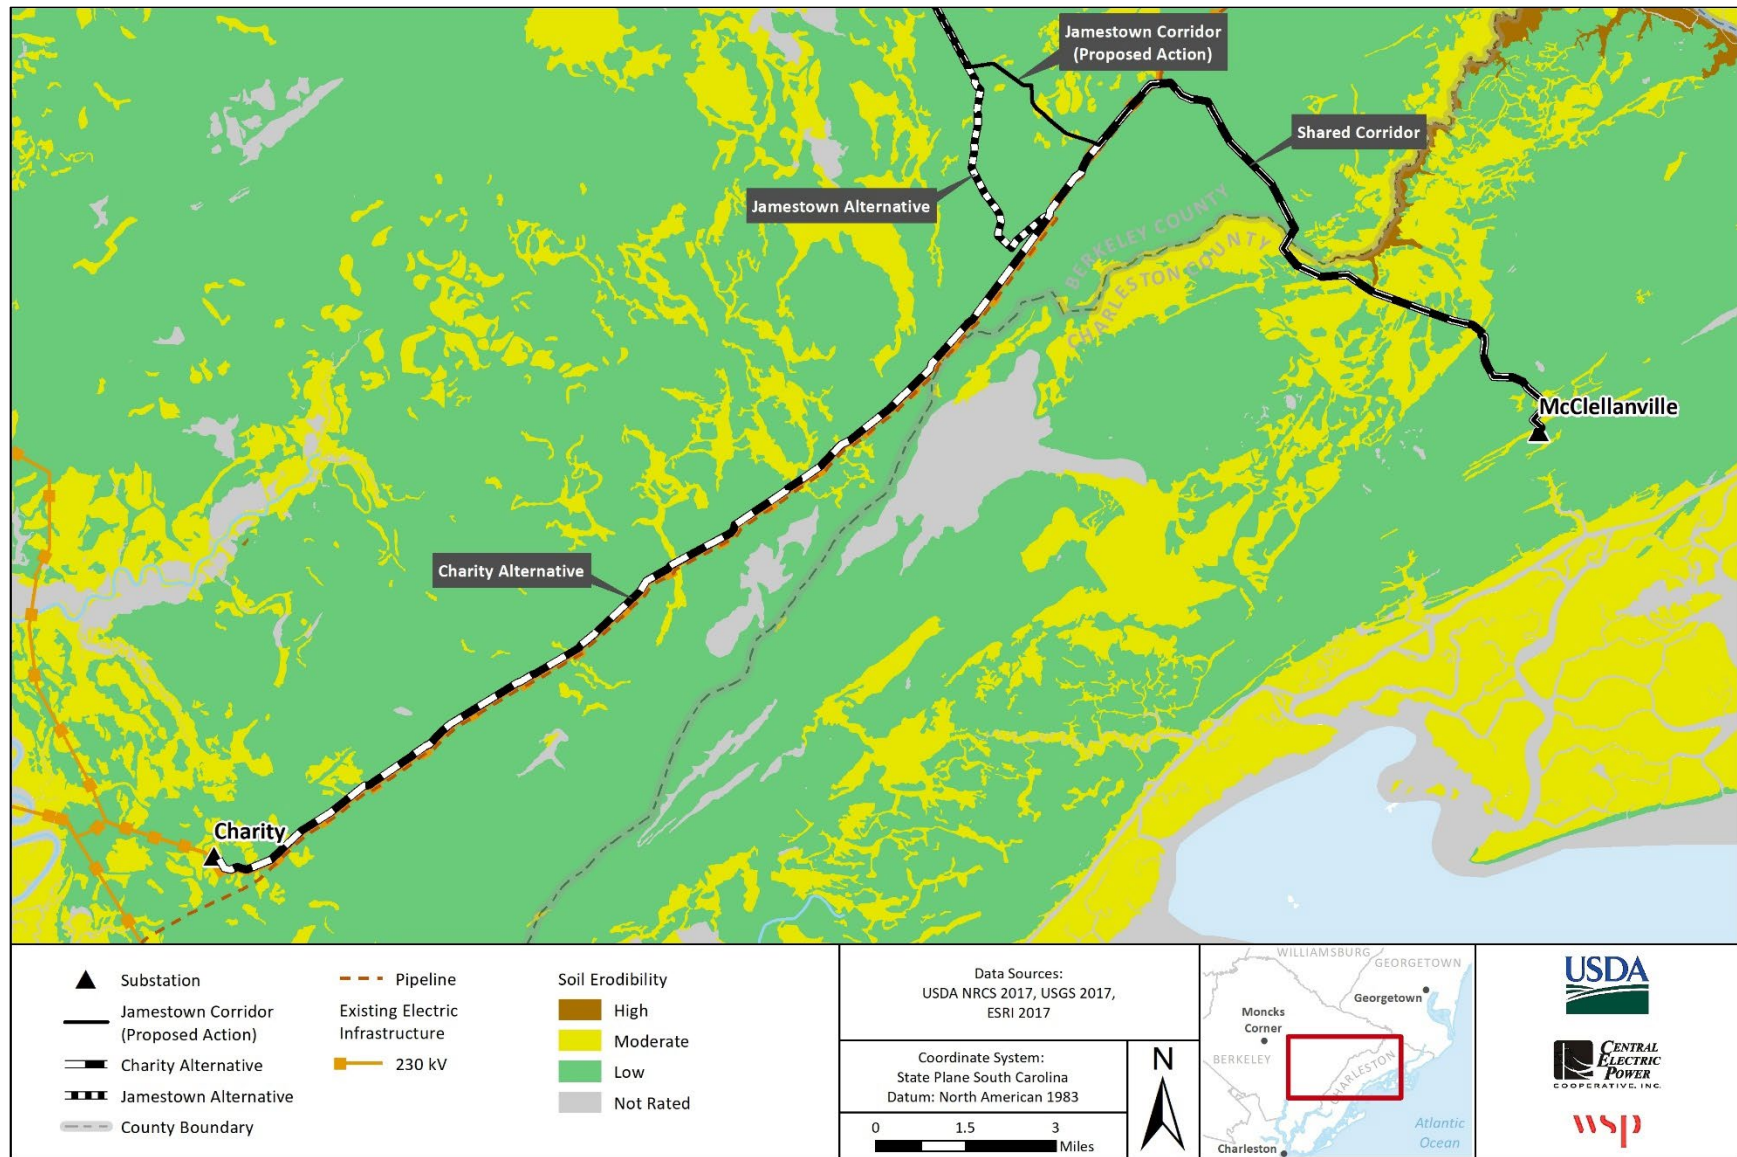 Jamestown Corridor
(Proposed Action)
Shared Corridor
Jamestown Alternative
BERKELEY COUNTY
CHARLESTON COUNTY
McClellanville
Charity Alternative
Charity
Substation
Jamestown Corridor
(Proposed Action)
Charity Alternative
Jamestown Alternative
County Boundary
Pipeline
Existing Electric
Infrastructure
230 kV
Soil Erodibility
High
Moderate
Low
Not Rated
Data Sources:
USDA NRCS 2017, USGS 2017,
ESRI 2017
Coordinate System:
State Plane South Carolina
Datum: North American 1983
0 1.5 3
Miles
N
WILLIAMSBURG
GEORGETOWN
Georgetown
Moncks
Corner
BERKELEY
CHARLESTON
Charleston
Atlantic
Ocean
USDA
CENTRAL
ELECTRIC
POWER
COOPERATIVE, INC.
wsp